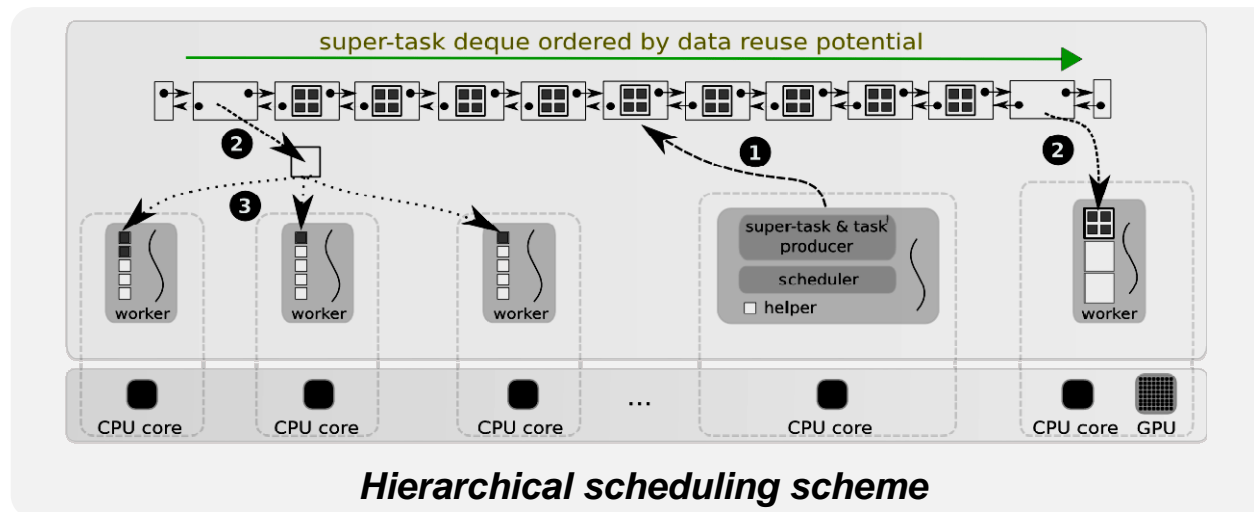 super-task deque ordered by data reuse potential
2
1
2
3
super-task & task
producer
scheduler
helper
worker
worker
worker
worker
CPU core
CPU core
CPU core
...
CPU core
CPU core
GPU
Hierarchical scheduling scheme